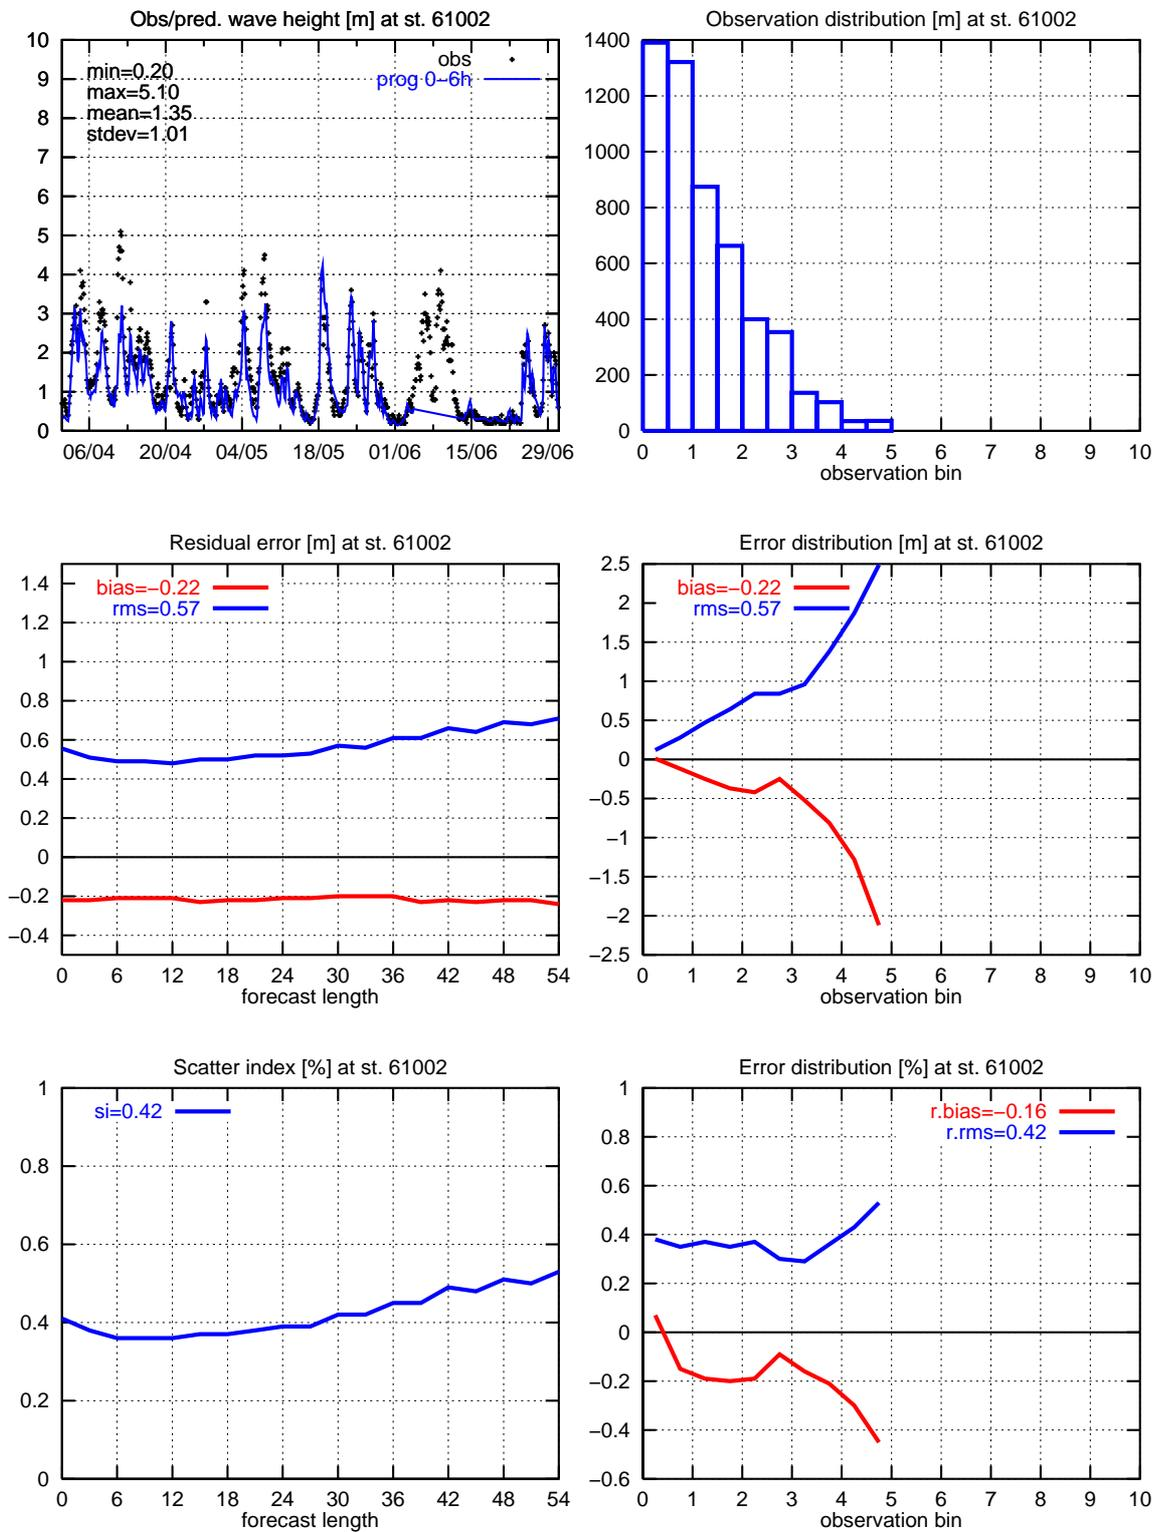 Obs/pred. wave height [m] at st. 61002
10
9
8
7
6
5
4
3
2
1
0
min=0.20
max=5.10
mean=1.35
stdev=1.01
obs
prog 0−6h
06/04 20/04 04/05 18/05 01/06 15/06 29/06
Observation distribution [m] at st. 61002
1400
1200
1000
800
600
400
200
0
0 1 2 3 4 5 6 7 8 9 10
observation bin
Residual error [m] at st. 61002
1.4
1.2
1
0.8
0.6
0.4
0.2
0
−0.2
−0.4
bias=−0.22
rms=0.57
0 6 12 18 24 30 36 42 48 54
forecast length
Error distribution [m] at st. 61002
2.5
2
1.5
1
0.5
0
−0.5
−1
−1.5
−2
−2.5
bias=−0.22
rms=0.57
0 1 2 3 4 5 6 7 8 9 10
observation bin
Scatter index [%] at st. 61002
1
0.8
0.6
0.4
0.2
0
si=0.42
0 6 12 18 24 30 36 42 48 54
forecast length
Error distribution [%] at st. 61002
1
0.8
0.6
0.4
0.2
0
−0.2
−0.4
−0.6
r.bias=−0.16
r.rms=0.42
0 1 2 3 4 5 6 7 8 9 10
observation bin